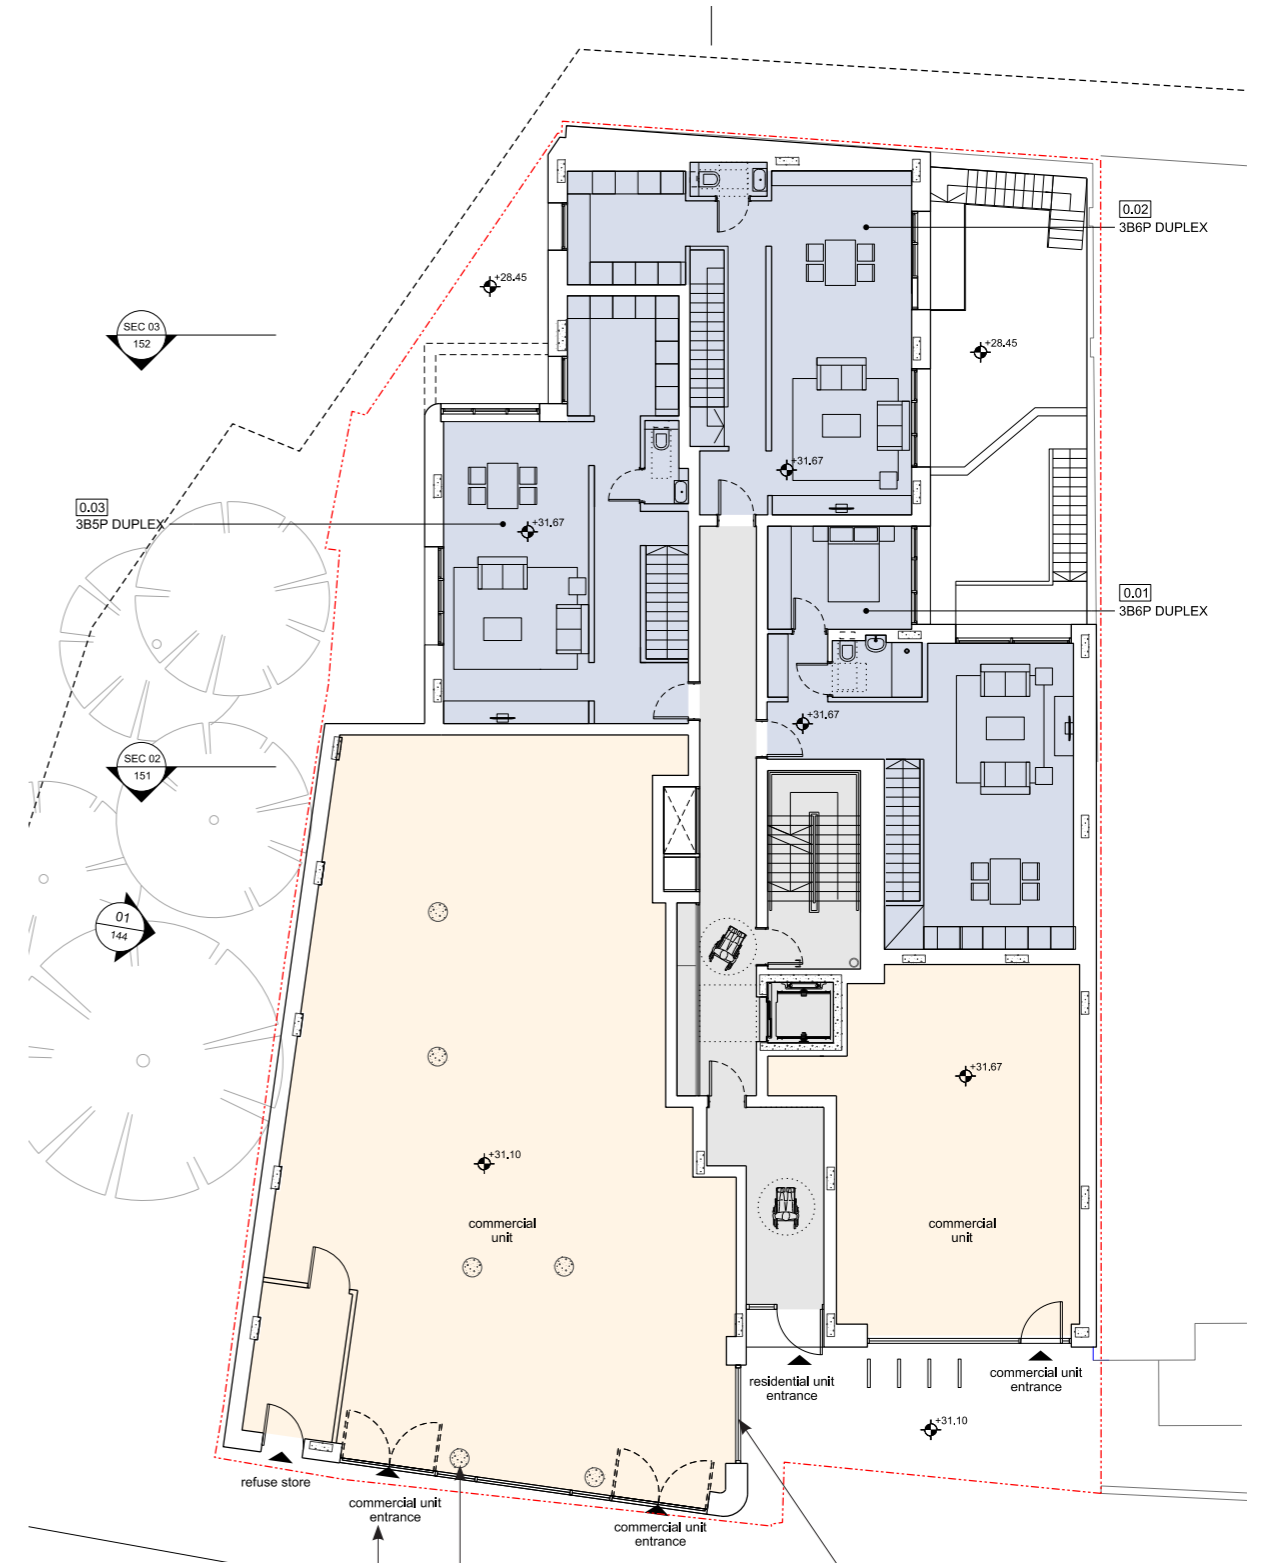 0.02
3B6P DUPLEX
+28.45
SEC 03
152
+28.45
+31.67
0.03
3B5P DUPLEX
+31.67
0.01
3B6P DUPLEX
+31.67
SEC 02
151
01
144
+31.67
+31.10
commercial
unit
commercial
unit
residential unit
entrance
commercial unit
entrance
+31.10
refuse store
commercial unit
entrance
commercial unit
entrance